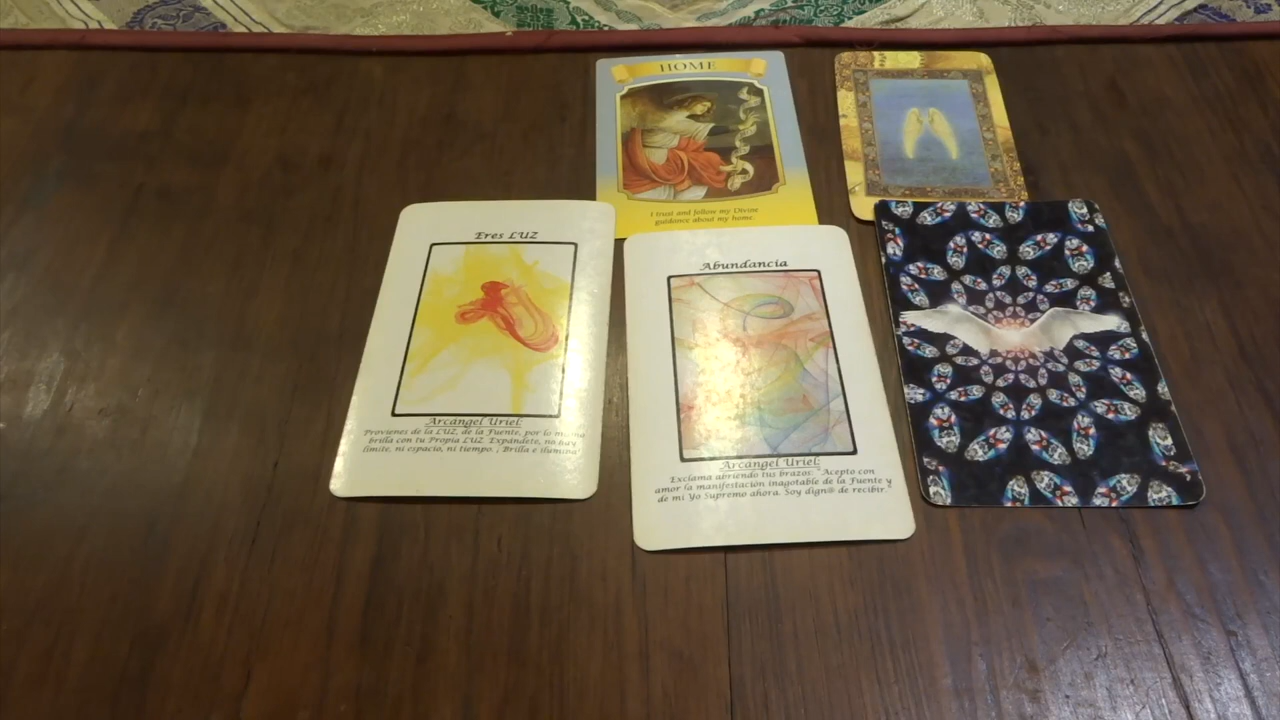 HOME
I trust and follow my Divine
guidance about my home.
Eres LUZ
Arcángel Uriel:
Provienes de la LUZ, de la Fuente, por lo mismo
brilla con tu Propia LUZ. Expándete, no hay
límite, ni espacio, ni tiempo. ¡Brilla e ilumina!
Abundancia
Arcángel Uriel:
Exclama abriendo tus brazos: "Acepto con
amor la manifestación inagotable de la Fuente y
de mi Yo Supremo ahora. Soy dign@ de recibir."